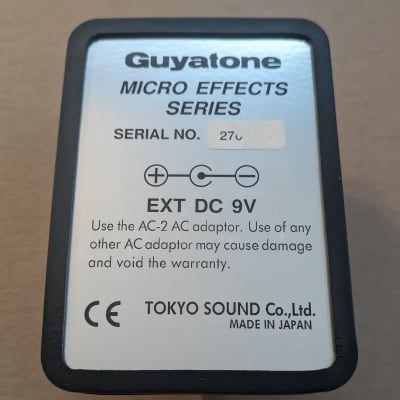 Guyatone
MICRO EFFECTS
SERIES
SERIAL NO.
EXT DC 9V
Use the AC-2 AC adaptor. Use of any
other AC adaptor may cause damage
and void the warranty.
CE TOKYO SOUND Co.,Ltd.
MADE IN JAPAN